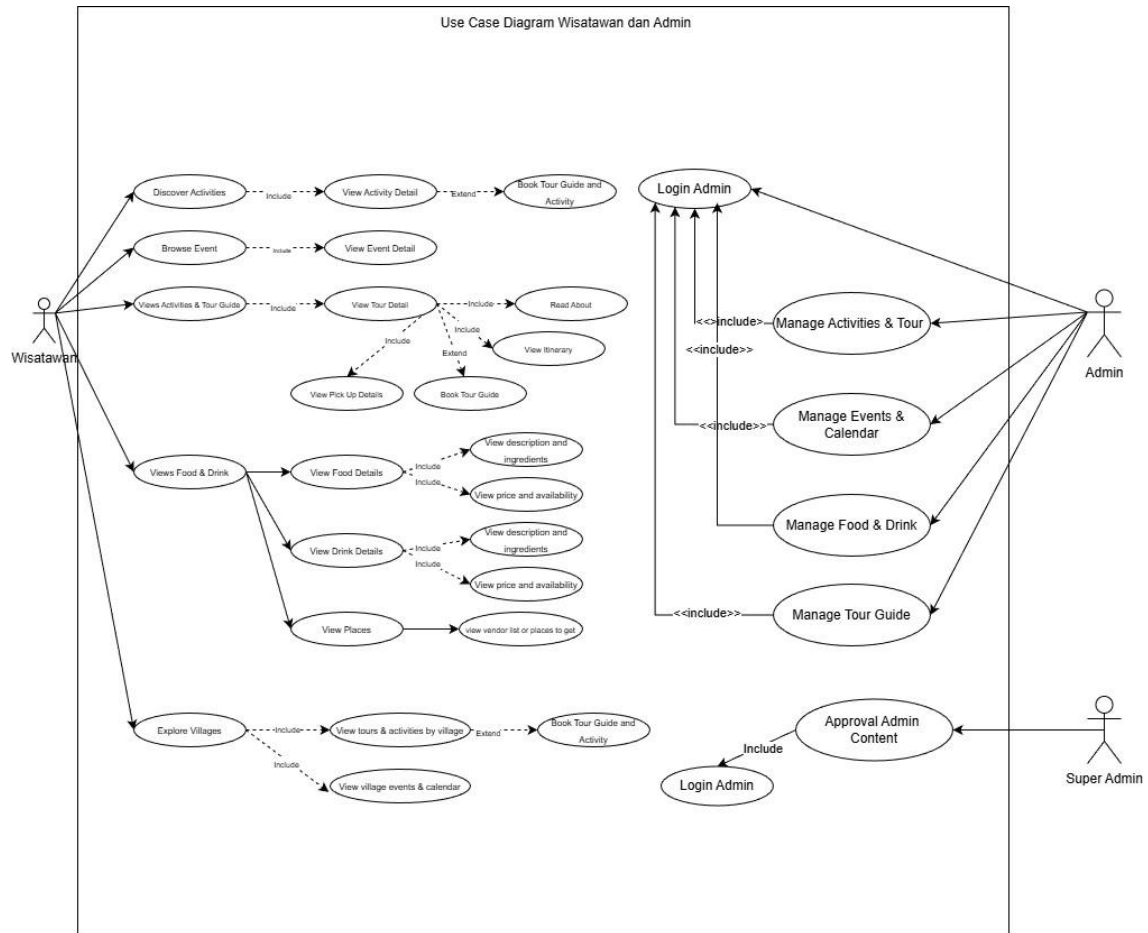 Use Case Diagram Wisatawan dan Admin
Discover Activities
Include
View Activity Detail
Extend
Book Tour Guide and
Activity
Browse Event
Include
View Event Detail
Views Activities & Tour Guide
Include
View Tour Detail
Include
Read About
Include
View Itinerary
Include
Extend
View Pick Up Details
Book Tour Guide
Wisatawan
Views Food & Drink
View Food Details
Include
View description and
ingredients
Include
View price and availability
View Drink Details
Include
View description and
ingredients
Include
View price and availability
View Places
view vendor list or places to get
Explore Villages
Include
View tours & activities by village
Extend
Book Tour Guide and
Activity
Include
View village events & calendar
Login Admin
<<>include>
Manage Activities & Tour
<<include>>
Admin
<<include>>
Manage Events &
Calendar
Manage Food & Drink
<<include>>
Manage Tour Guide
Approval Admin
Content
Include
Login Admin
Super Admin